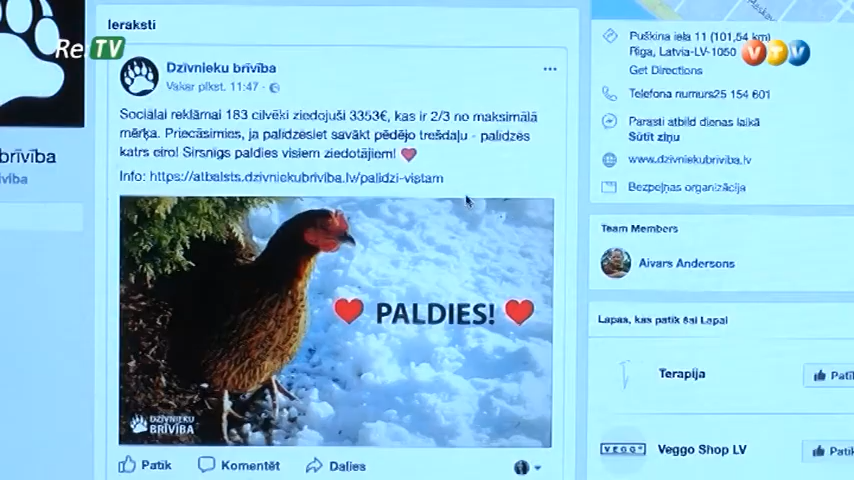 Ieraksti
Re TV
VTV
Dzīvnieku brīvība
Vakar plkst. 11:47
Sociālai reklāmai 183 cilvēki ziedojuši 3353€, kas ir 2/3 no maksimālā
mērķa. Priecāsimies, ja palīdzēsiet savākt pēdējo trešdaļu - palīdzēs
katrs eiro! Sirsnīgs paldies visiem ziedotājiem!
Info: https://atbalsts.dzivniekubriviba.lv/palidzi-vistam
PALDIES!
DZĪVNIEKU
BRĪVĪBA
Patīk
Komentēt
Dalies
brīvība
vība
Puškina iela 11 (101,54 km)
Rīga, Latvia-LV-1050
Get Directions
Telefona numurs25 154 601
Parasti atbild dienas laikā
Sūtīt ziņu
www.dzivniekubriviba.lv
Bezpeļņas organizācija
Team Members
Aivars Andersons
Lapas, kas patīk šai Lapai
Terapija
Patīk
VEGGO
Veggo Shop LV
Patīk